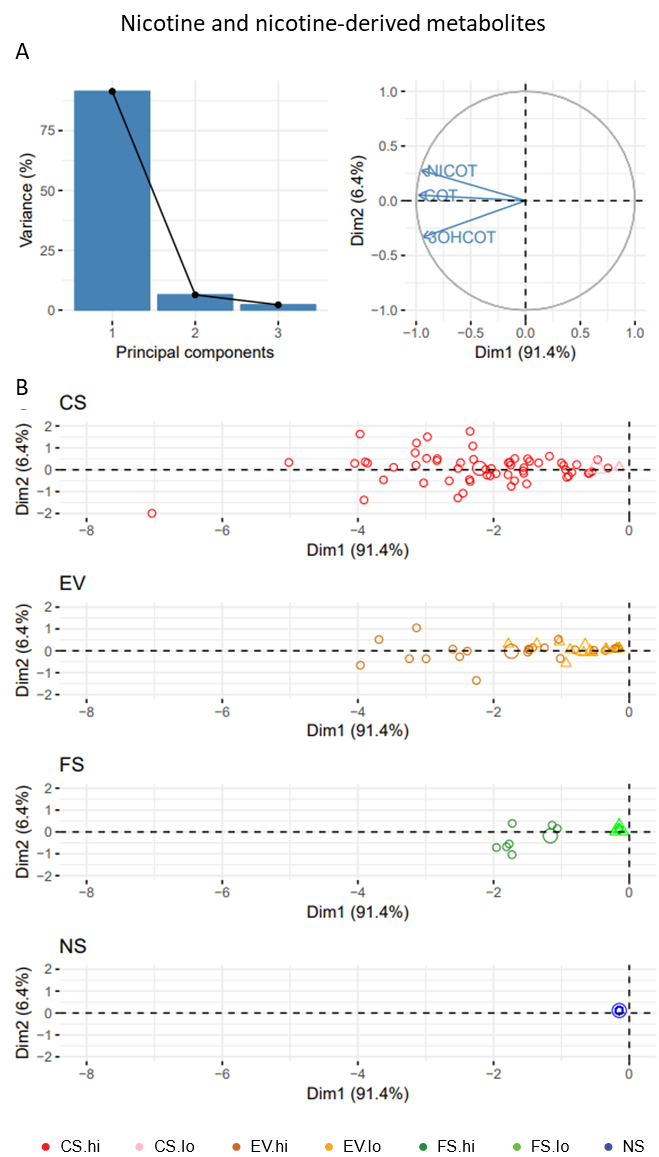 Nicotine and nicotine-derived metabolites
A
Variance (%)
75
50
25
0
1 2 3
Principal components
Dim2 (6.4%)
1.0
0.5
0.0
−0.5
−1.0
NICOT
COT
3OHCOT
−1.0 −0.5 0.0 0.5 1.0
Dim1 (91.4%)
B
CS
Dim2 (6.4%)
2
1
0
−1
−2
−8 −6 −4 −2 0
Dim1 (91.4%)
EV
Dim2 (6.4%)
2
1
0
−1
−2
−8 −6 −4 −2 0
Dim1 (91.4%)
FS
Dim2 (6.4%)
2
1
0
−1
−2
−8 −6 −4 −2 0
Dim1 (91.4%)
NS
Dim2 (6.4%)
2
1
0
−1
−2
−8 −6 −4 −2 0
Dim1 (91.4%)
CS.hi CS.lo EV.hi EV.lo FS.hi FS.lo NS